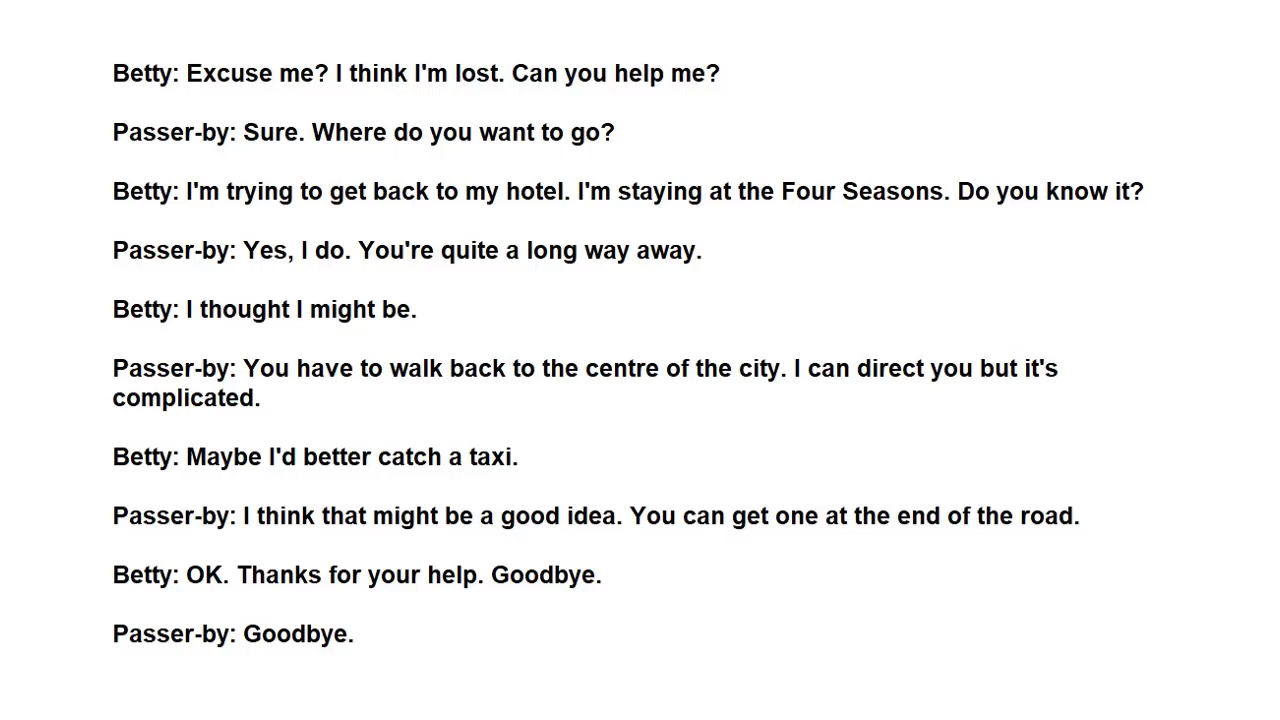 Betty: Excuse me? I think I'm lost. Can you help me?
Passer-by: Sure. Where do you want to go?
Betty: I'm trying to get back to my hotel. I'm staying at the Four Seasons. Do you know it?
Passer-by: Yes, I do. You're quite a long way away.
Betty: I thought I might be.
Passer-by: You have to walk back to the centre of the city. I can direct you but it's
complicated.
Betty: Maybe I'd better catch a taxi.
Passer-by: I think that might be a good idea. You can get one at the end of the road.
Betty: OK. Thanks for your help. Goodbye.
Passer-by: Goodbye.